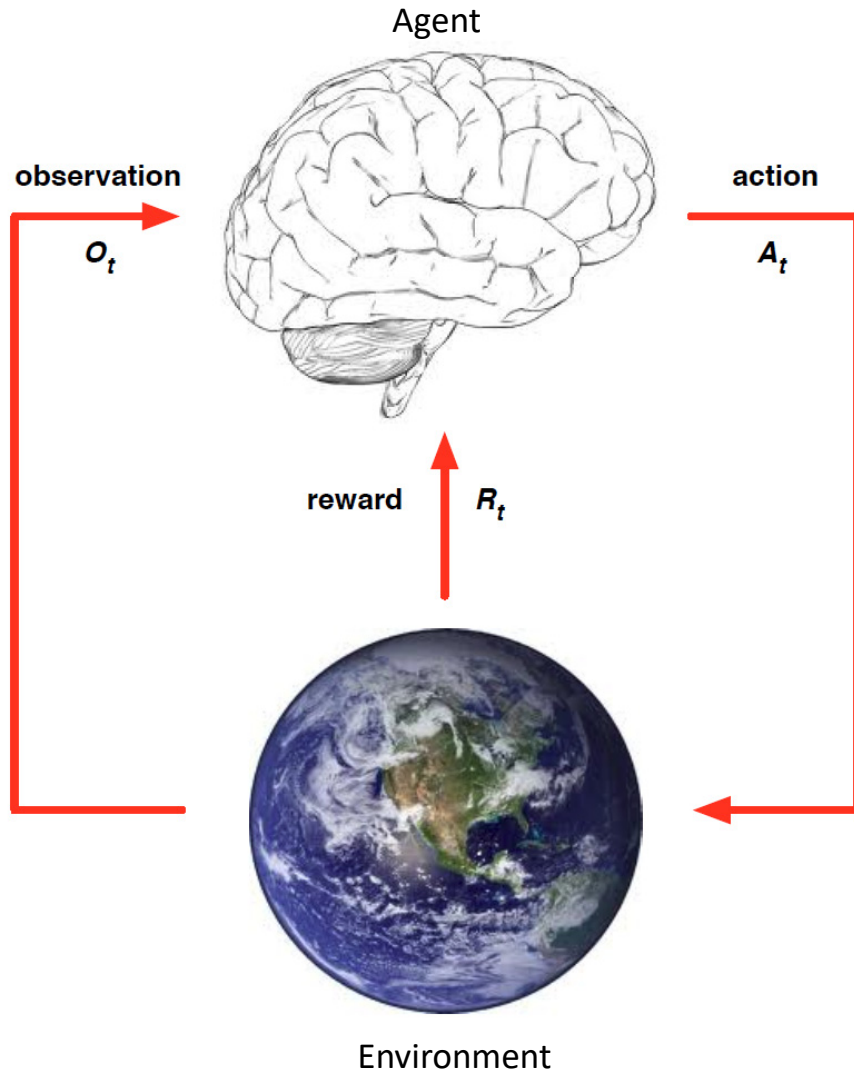 Agent
observation
action
O_t
A_t
reward R_t
Environment